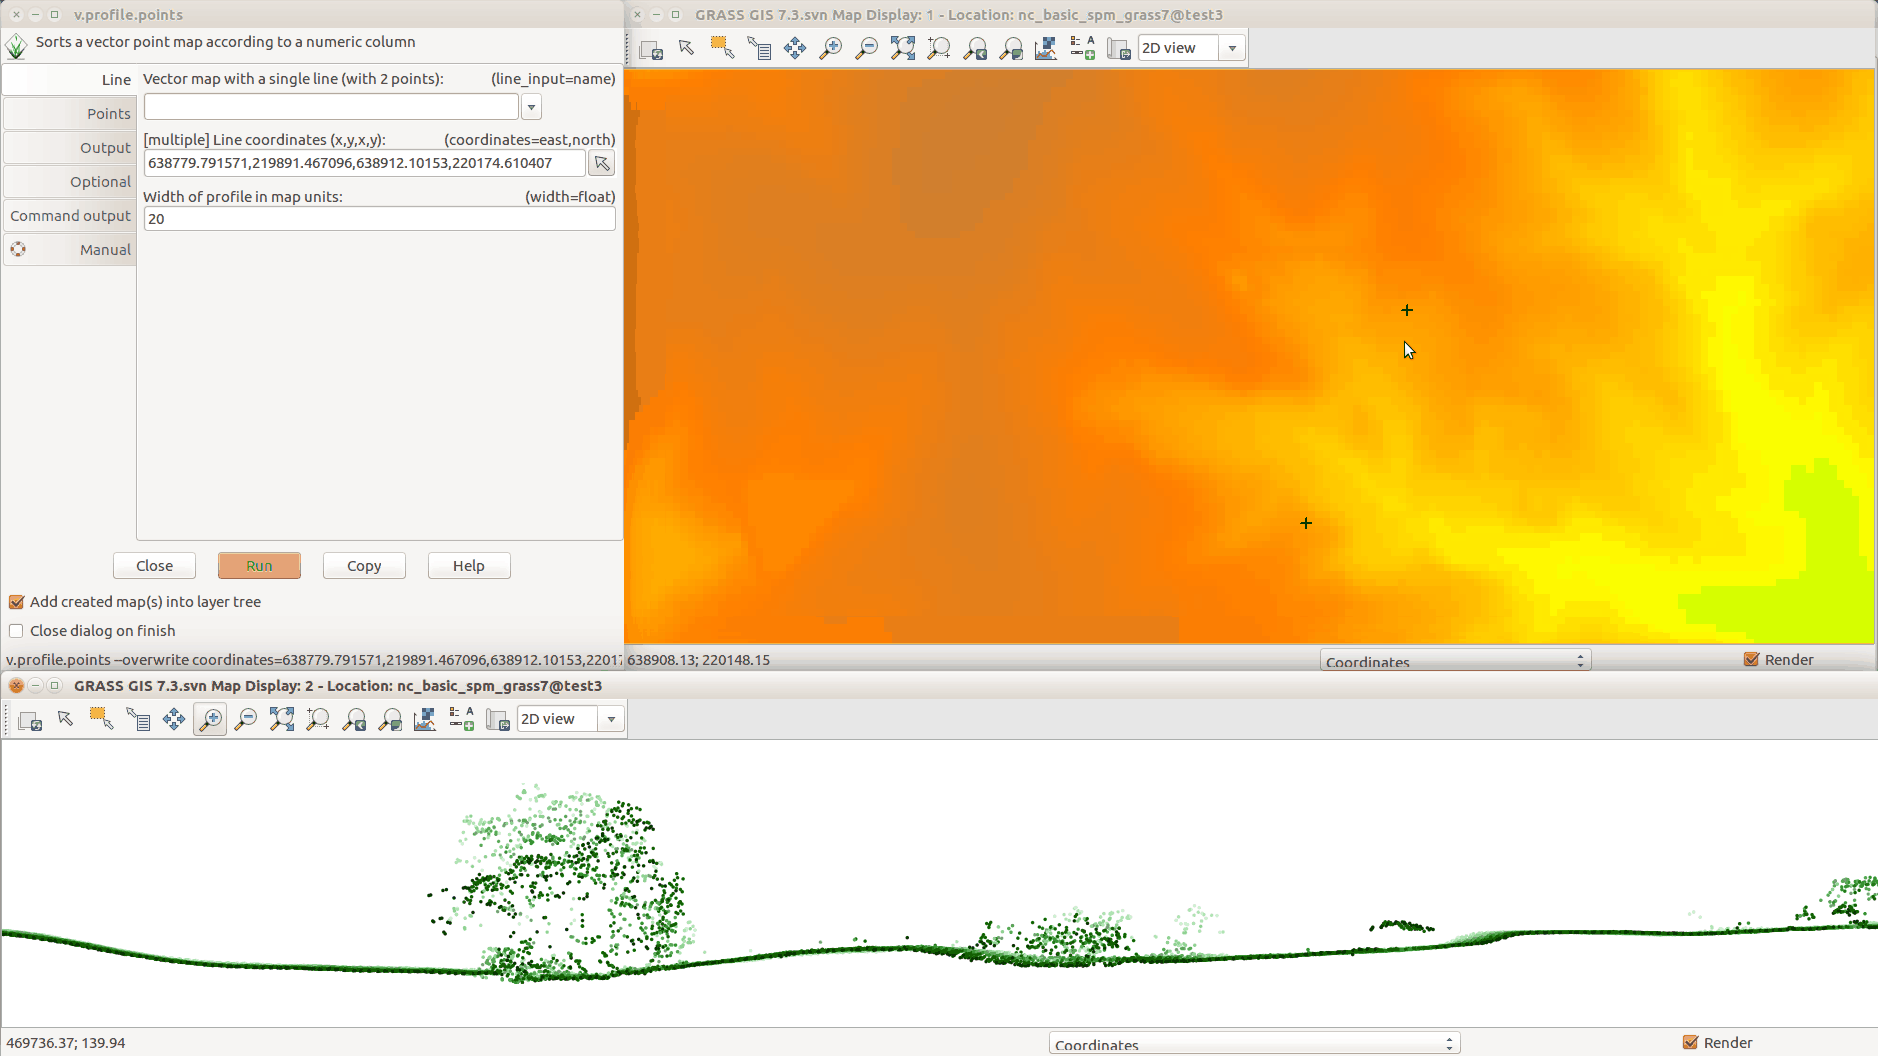 v.profile.points
Sorts a vector point map according to a numeric column
Line
Points
Output
Optional
Command output
Manual
Vector map with a single line (with 2 points): (line_input=name)
[multiple] Line coordinates (x,y,x,y): (coordinates=east,north)
638779.791571,219891.467096,638912.10153,220174.610407
Width of profile in map units: (width=float)
20
Close
Run
Copy
Help
Add created map(s) into layer tree
Close dialog on finish
v.profile.points --overwrite coordinates=638779.791571,219891.467096,638912.10153,2201
GRASS GIS 7.3.svn Map Display: 1 - Location: nc_basic_spm_grass7@test3
A
2D view
638908.13; 220148.15
Coordinates
Render
GRASS GIS 7.3.svn Map Display: 2 - Location: nc_basic_spm_grass7@test3
A
2D view
469736.37; 139.94
Coordinates
Render